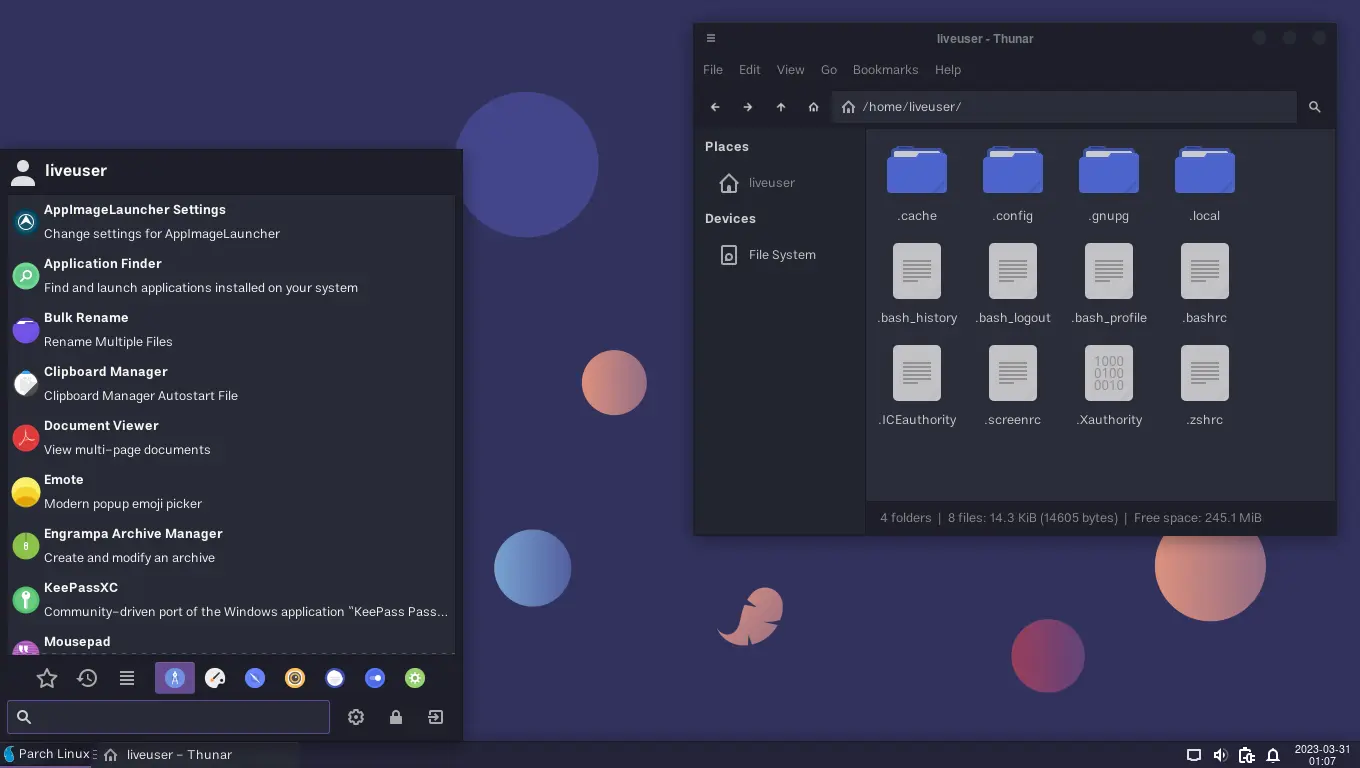 liveuser
AppImageLauncher Settings
Change settings for AppImageLauncher
Application Finder
Find and launch applications installed on your system
Bulk Rename
Rename Multiple Files
Clipboard Manager
Clipboard Manager Autostart File
Document Viewer
View multi-page documents
Emote
Modern popup emoji picker
Engrampa Archive Manager
Create and modify an archive
KeePassXC
Community-driven port of the Windows application “KeePass Pass...
Mousepad
liveuser - Thunar
File Edit View Go Bookmarks Help
/home/liveuser/
Places
liveuser
Devices
File System
.cache .config .gnupg .local
.bash_history .bash_logout .bash_profile .bashrc
1000
0100
0010
.ICEauthority .screenrc .Xauthority .zshrc
4 folders | 8 files: 14.3 KiB (14605 bytes) | Free space: 245.1 MiB
Parch Linux liveuser - Thunar
2023-03-31
01:07